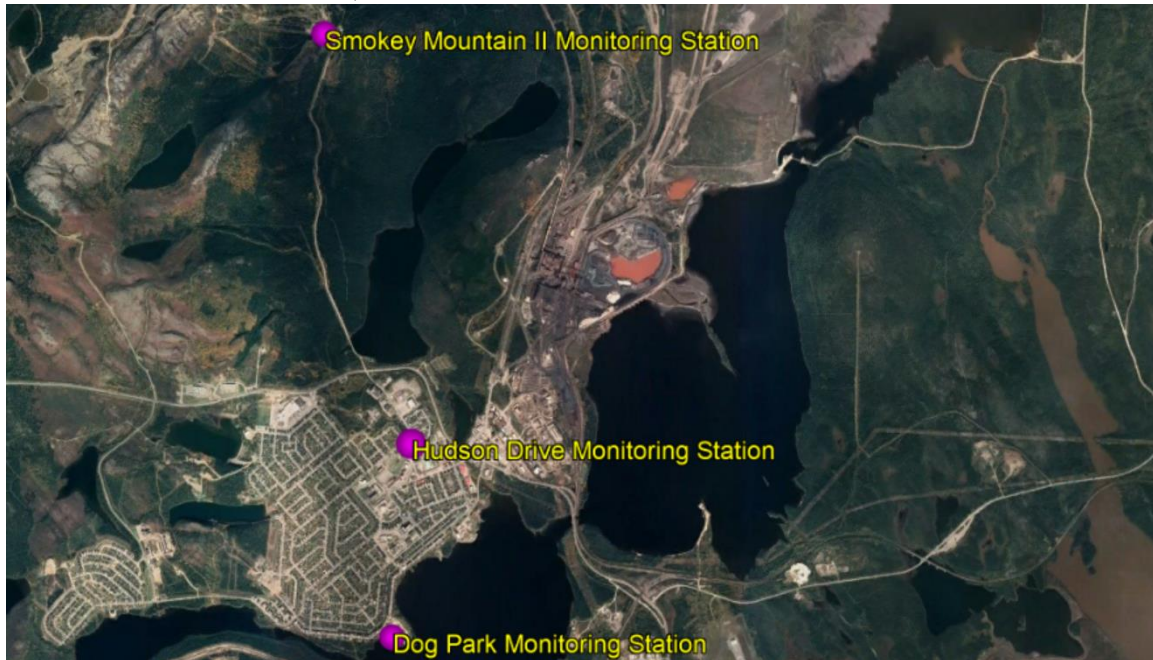 Smokey Mountain II Monitoring Station
Hudson Drive Monitoring Station
Dog Park Monitoring Station